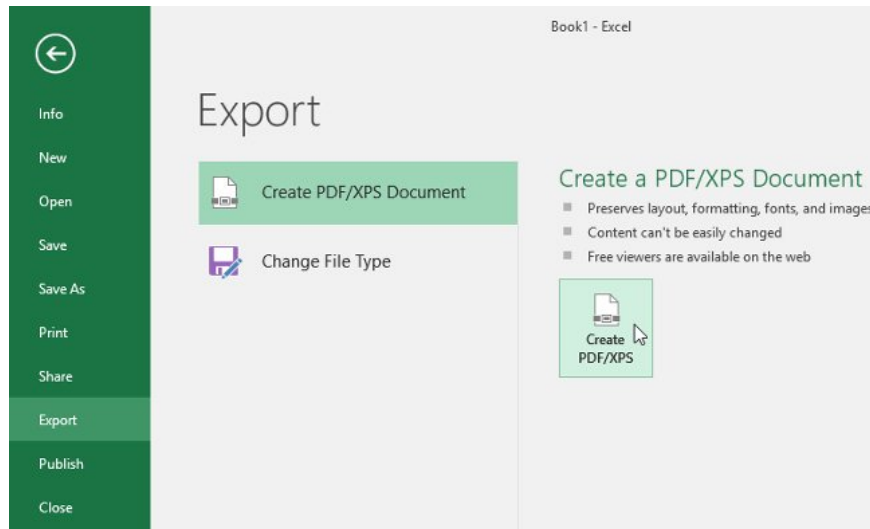 Book1 - Excel
Info
New
Open
Save
Save As
Print
Share
Export
Publish
Close
Export
Create PDF/XPS Document
Change File Type
Create a PDF/XPS Document
Preserves layout, formatting, fonts, and images
Content can't be easily changed
Free viewers are available on the web
Create
PDF/XPS